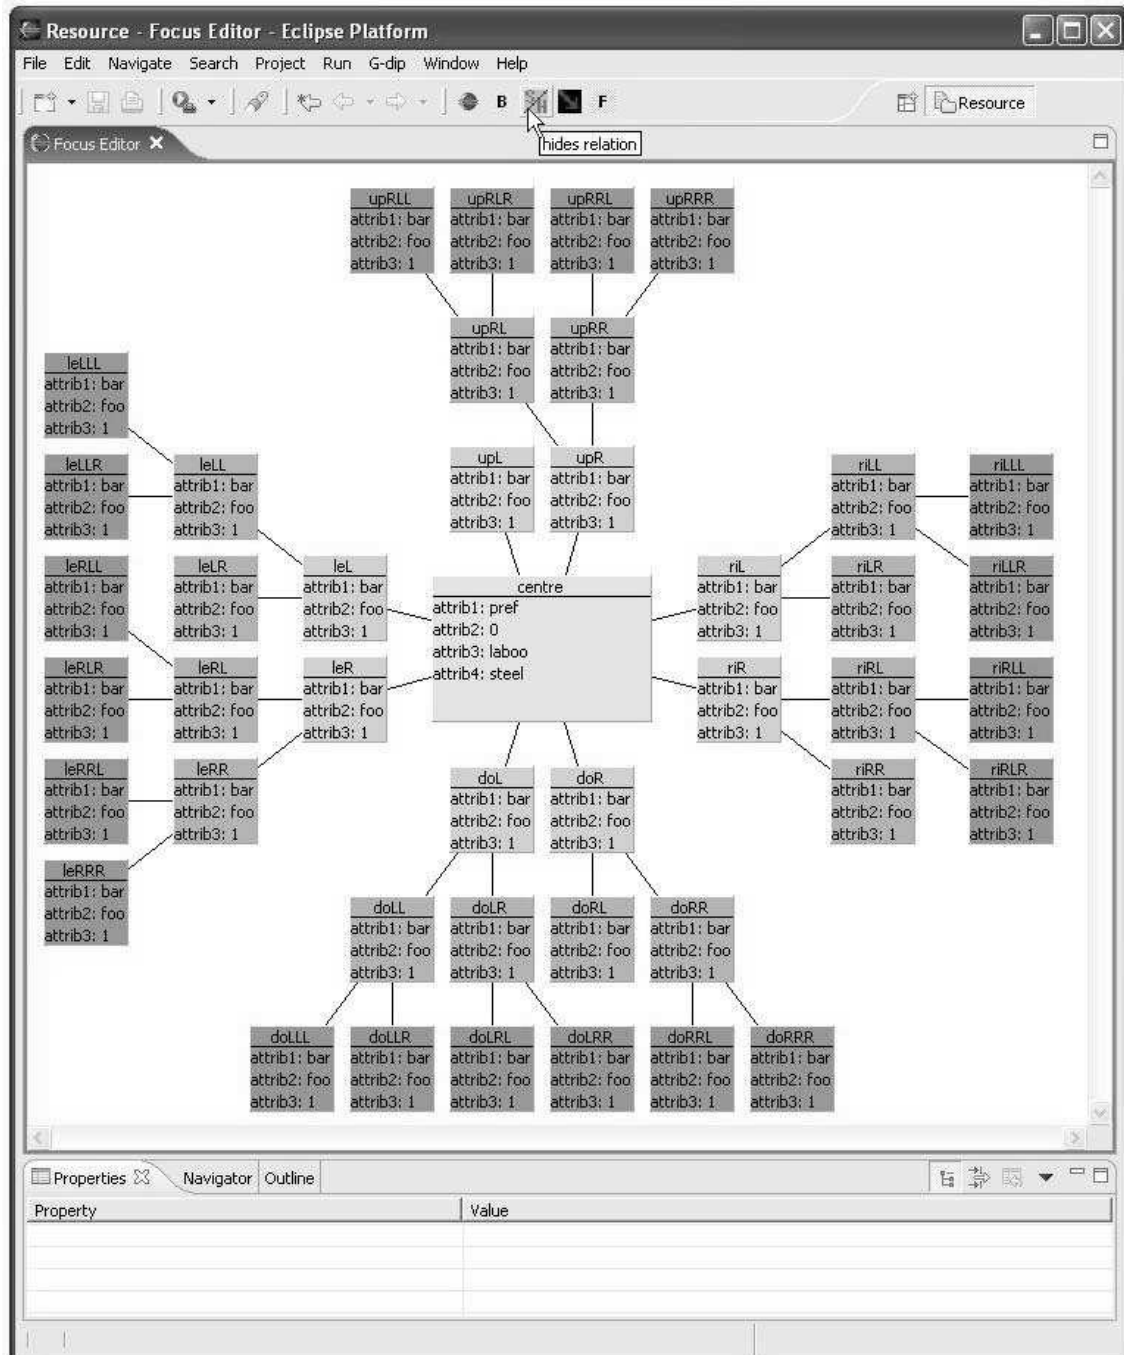 Resource - Focus Editor - Eclipse Platform
File Edit Navigate Search Project Run G-dip Window Help
B F Resource
Focus Editor
hides relation
upRLL upRLR upRRL upRRR
attrib1: bar attrib1: bar attrib1: bar attrib1: bar
attrib2: foo attrib2: foo attrib2: foo attrib2: foo
attrib3: 1 attrib3: 1 attrib3: 1 attrib3: 1
upRL upRR
attrib1: bar attrib1: bar
attrib2: foo attrib2: foo
attrib3: 1 attrib3: 1
leLLL
attrib1: bar
attrib2: foo
attrib3: 1
upL upR
attrib1: bar attrib1: bar
attrib2: foo attrib2: foo
attrib3: 1 attrib3: 1
leLLR leLL riLL riLLL
attrib1: bar attrib1: bar attrib1: bar attrib1: bar
attrib2: foo attrib2: foo attrib2: foo attrib2: foo
attrib3: 1 attrib3: 1 attrib3: 1 attrib3: 1
leRLL leLR leL riL riLR riLLR
attrib1: bar attrib1: bar attrib1: bar attrib1: bar attrib1: bar attrib1: bar
attrib2: foo attrib2: foo attrib2: foo attrib2: foo attrib2: foo attrib2: foo
attrib3: 1 attrib3: 1 attrib3: 1 attrib3: 1 attrib3: 1 attrib3: 1
centre
attrib1: pref
attrib2: 0
attrib3: laboo
attrib4: steel
leRLR leRL leR riR riRL riRLL
attrib1: bar attrib1: bar attrib1: bar attrib1: bar attrib1: bar attrib1: bar
attrib2: foo attrib2: foo attrib2: foo attrib2: foo attrib2: foo attrib2: foo
attrib3: 1 attrib3: 1 attrib3: 1 attrib3: 1 attrib3: 1 attrib3: 1
leRRL leRR riRR riRLR
attrib1: bar attrib1: bar attrib1: bar attrib1: bar
attrib2: foo attrib2: foo attrib2: foo attrib2: foo
attrib3: 1 attrib3: 1 attrib3: 1 attrib3: 1
doL doR
attrib1: bar attrib1: bar
attrib2: foo attrib2: foo
attrib3: 1 attrib3: 1
leRRR
attrib1: bar
attrib2: foo
attrib3: 1
doLL doLR doRL doRR
attrib1: bar attrib1: bar attrib1: bar attrib1: bar
attrib2: foo attrib2: foo attrib2: foo attrib2: foo
attrib3: 1 attrib3: 1 attrib3: 1 attrib3: 1
doLLL doLLR doLRL doLRR doRRL doRRR
attrib1: bar attrib1: bar attrib1: bar attrib1: bar attrib1: bar attrib1: bar
attrib2: foo attrib2: foo attrib2: foo attrib2: foo attrib2: foo attrib2: foo
attrib3: 1 attrib3: 1 attrib3: 1 attrib3: 1 attrib3: 1 attrib3: 1
Properties Navigator Outline
Property Value